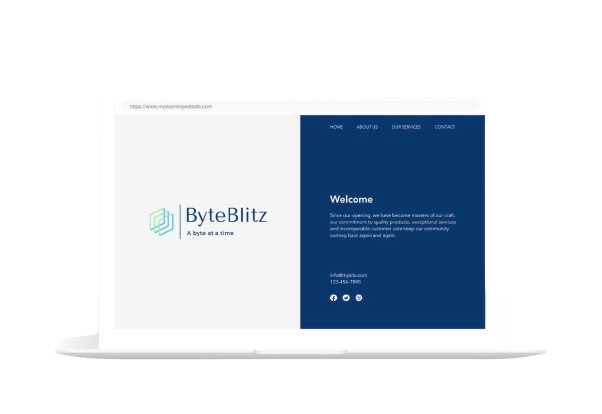 https://www.mystunningwebsite.com
HOME ABOUT US OUR SERVICES CONTACT
ByteBlitz
A byte at a time
Welcome
Since our opening, we have become masters of our craft.
our commitment to quality products, exceptional services
and incomparable customer care keep our community
coming back again and again.
info@mysite.com
123-456-7890